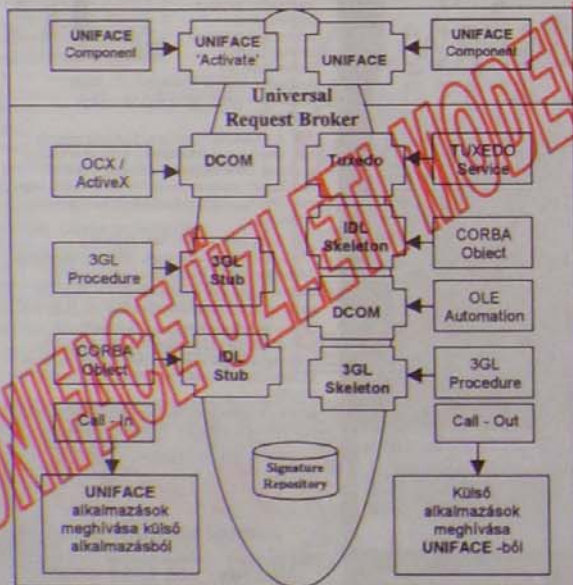 UNIFACE
Component
UNIFACE
'Activate'
UNIFACE
UNIFACE
Component
Universal
Request Broker
OCX /
ActiveX
DCOM
Tuxedo
TUXEDO
Service
3GL
Procedure
3GL
Stub
IDL
Skeleton
CORBA
Object
DCOM
OLE
Automation
CORBA
Object
IDL
Stub
3GL
Skeleton
3GL
Procedure
Call - In
Call - Out
Signature
Repository
UNIFACE
alkalmazások
meghívása külső
alkalmazásból
Külső
alkalmazások
meghívása
UNIFACE -ből
UNIFACE ÜZLETI MODEL